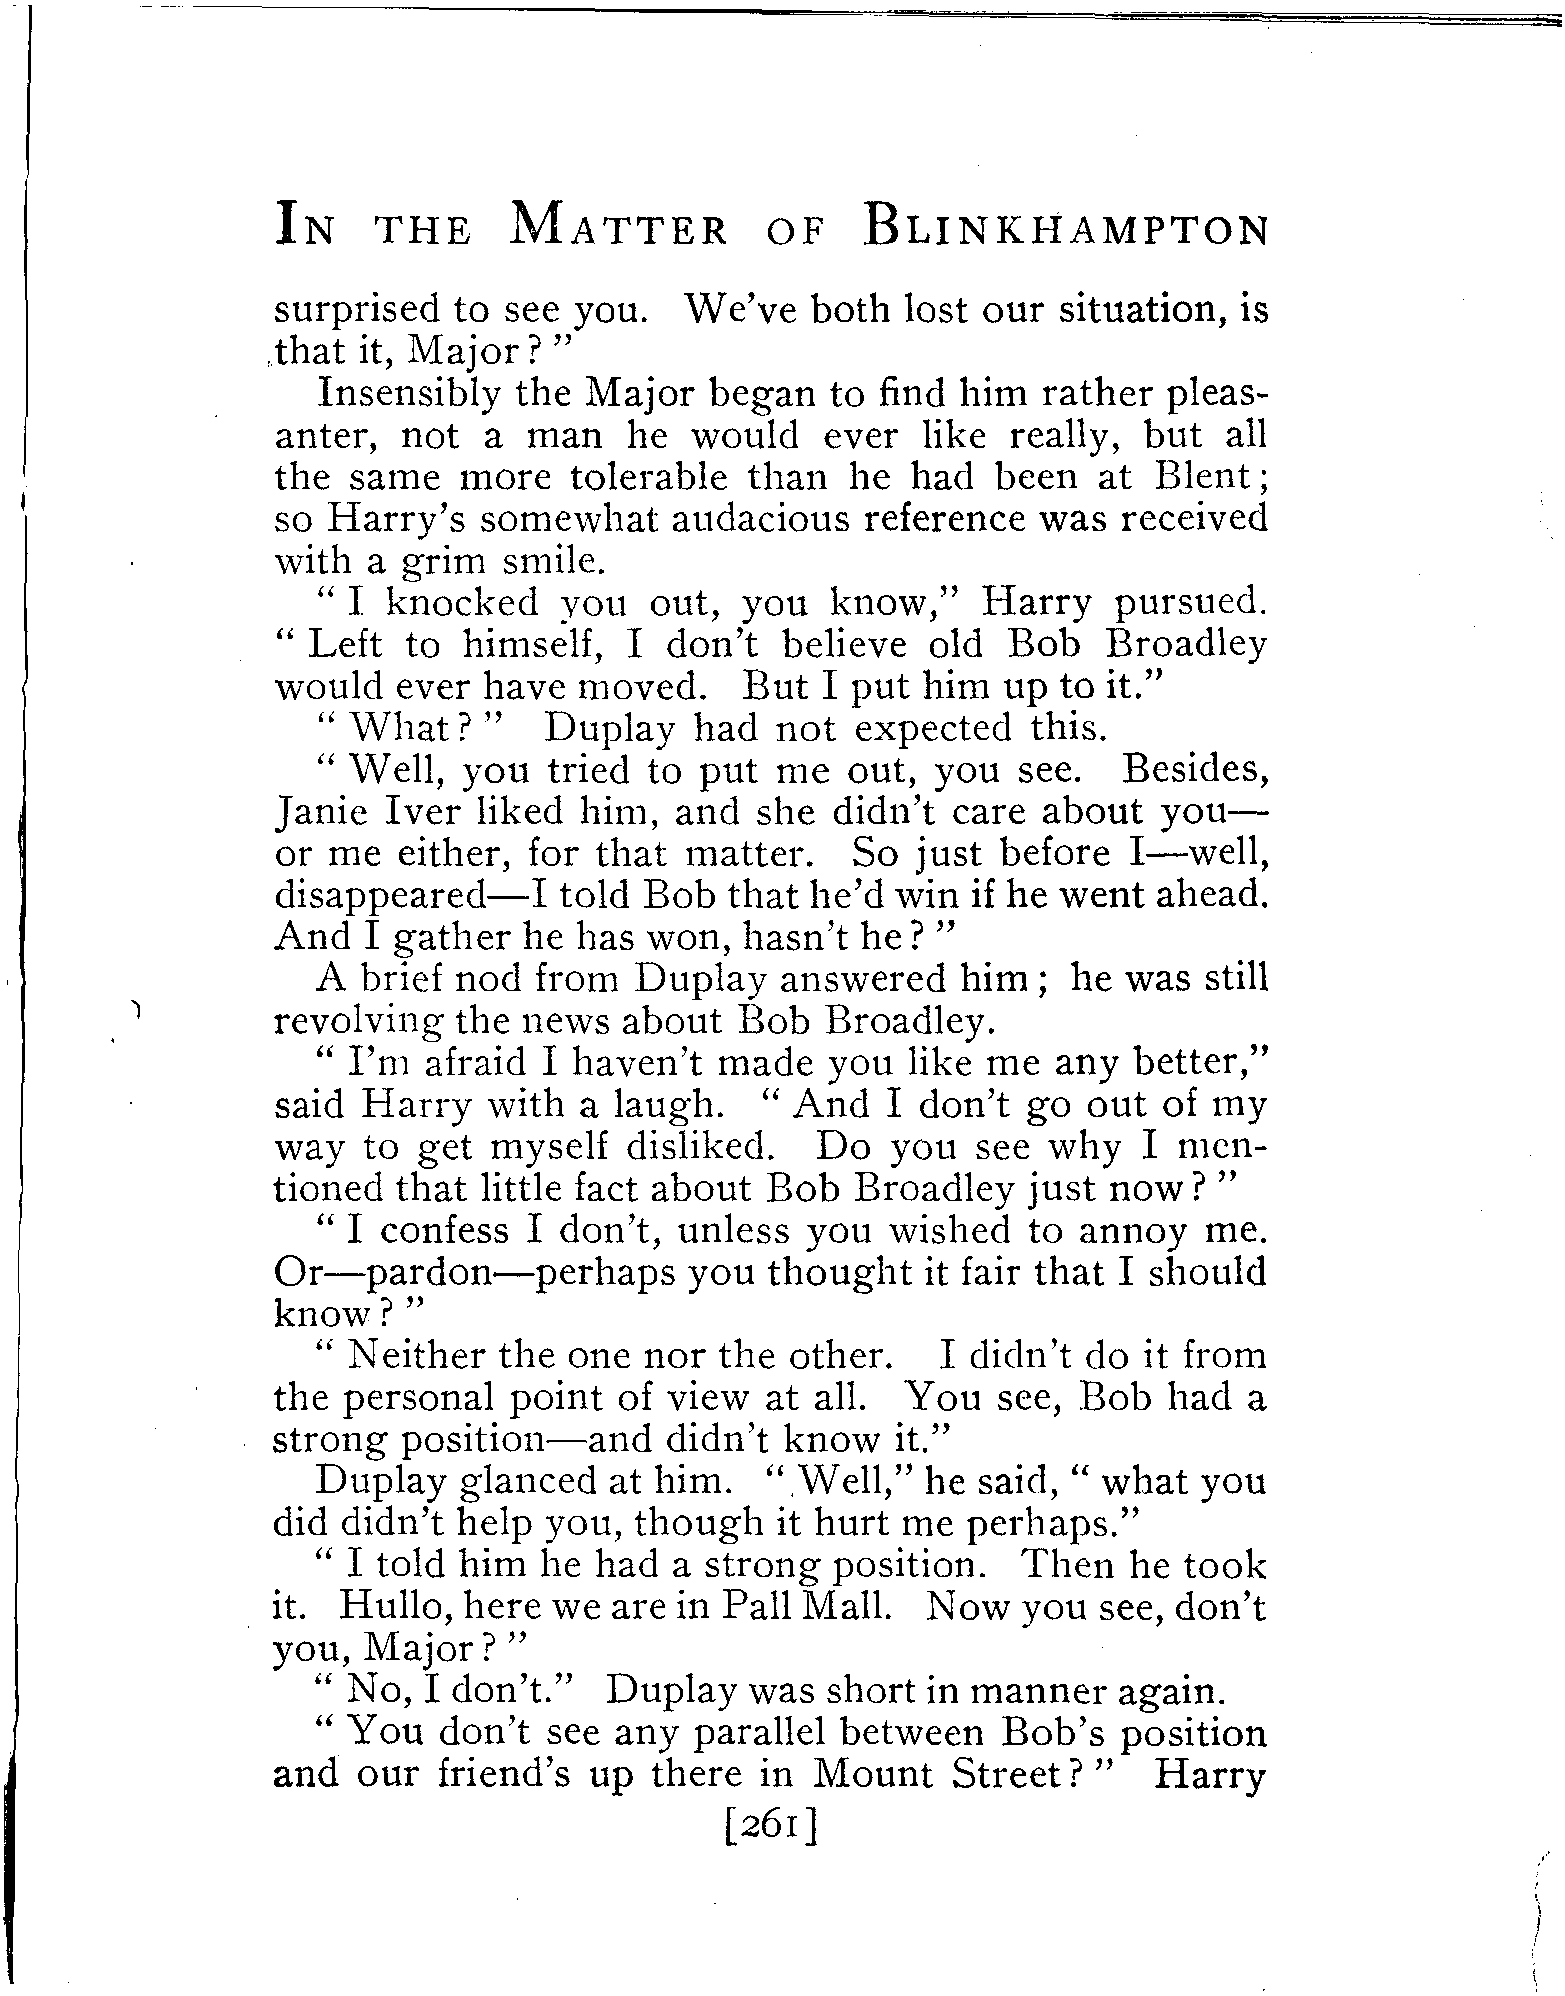 IN THE MATTER OF BLINKHAMPTON
surprised to see you. We've both lost our situation, is
that it, Major?"
Insensibly the Major began to find him rather pleas-
anter, not a man he would ever like really, but all
the same more tolerable than he had been at Blent;
so Harry's somewhat audacious reference was received
with a grim smile.
"I knocked you out, you know," Harry pursued.
"Left to himself, I don't believe old Bob Broadley
would ever have moved. But I put him up to it."
"What?" Duplay had not expected this.
"Well, you tried to put me out, you see. Besides,
Janie Iver liked him, and she didn't care about you—
or me either, for that matter. So just before I—well,
disappeared—I told Bob that he'd win if he went ahead.
And I gather he has won, hasn't he?"
A brief nod from Duplay answered him; he was still
revolving the news about Bob Broadley.
"I'm afraid I haven't made you like me any better,"
said Harry with a laugh. "And I don't go out of my
way to get myself disliked. Do you see why I men-
tioned that little fact about Bob Broadley just now?"
"I confess I don't, unless you wished to annoy me.
Or—pardon—perhaps you thought it fair that I should
know?"
"Neither the one nor the other. I didn't do it from
the personal point of view at all. You see, Bob had a
strong position—and didn't know it."
Duplay glanced at him. "Well," he said, "what you
did didn't help you, though it hurt me perhaps."
"I told him he had a strong position. Then he took
it. Hullo, here we are in Pall Mall. Now you see, don't
you, Major?"
"No, I don't." Duplay was short in manner again.
"You don't see any parallel between Bob's position
and our friend's up there in Mount Street?" Harry
[261]